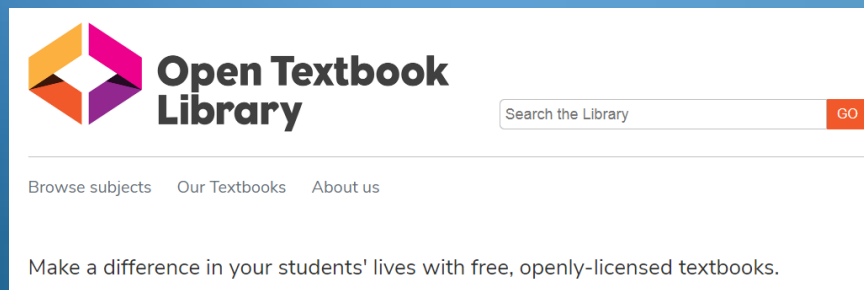 Open Textbook
Library
Search the Library
GO
Browse subjects
Our Textbooks
About us
Make a difference in your students' lives with free, openly-licensed textbooks.